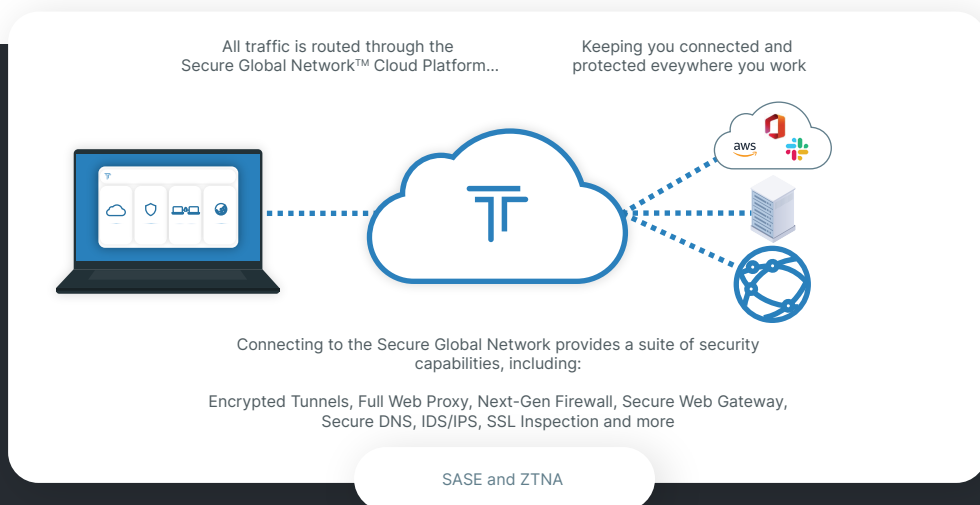 All traffic is routed through the
Secure Global Network™ Cloud Platform...
Keeping you connected and
protected eveywhere you work
aws
Connecting to the Secure Global Network provides a suite of security
capabilities, including:
Encrypted Tunnels, Full Web Proxy, Next-Gen Firewall, Secure Web Gateway,
Secure DNS, IDS/IPS, SSL Inspection and more
SASE and ZTNA